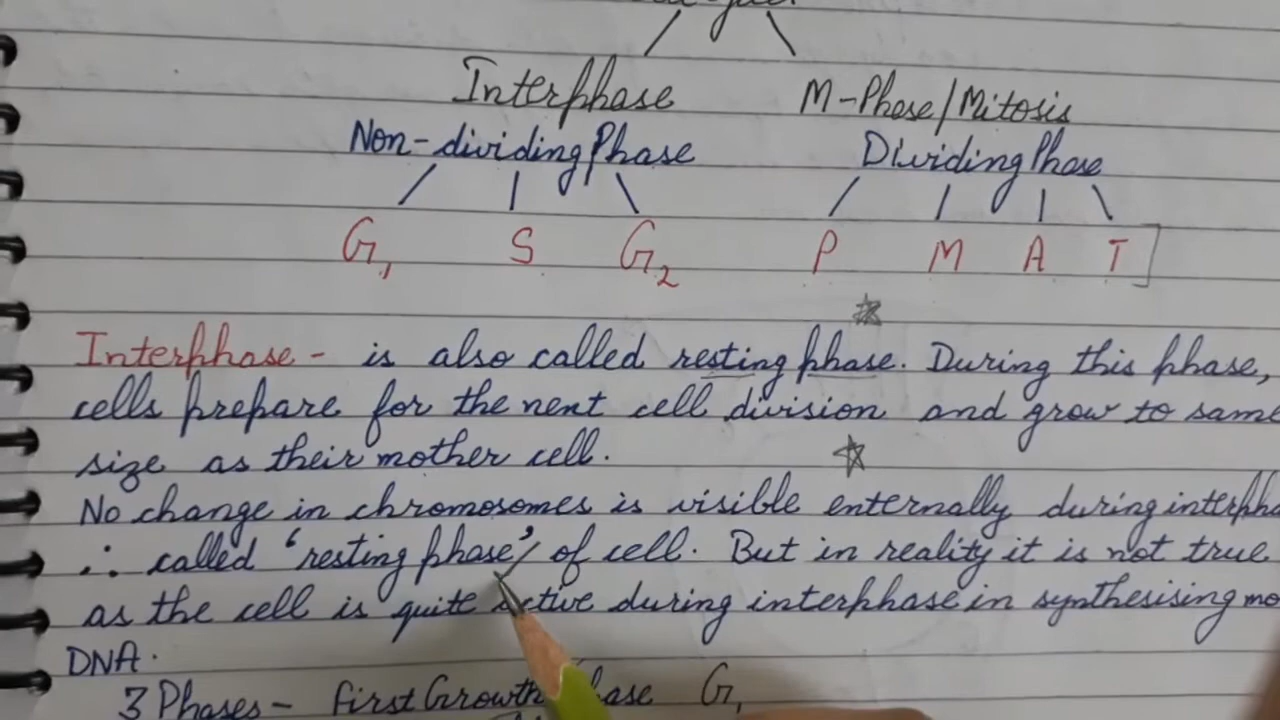 Interphase M-Phase/Mitosis
Non-dividing Phase Dividing Phase
G1 S G2 P M A T
Interphase - is also called resting phase. During this phase,
cells prepare for the next cell division and grow to same
size as their mother cell.
No change in chromosomes is visible enternally during
∴ called 'resting phase' of cell. But in reality it is not true
as the cell is quite active during interphase in synthesising
DNA.
3 Phases - First Growth Phase G1